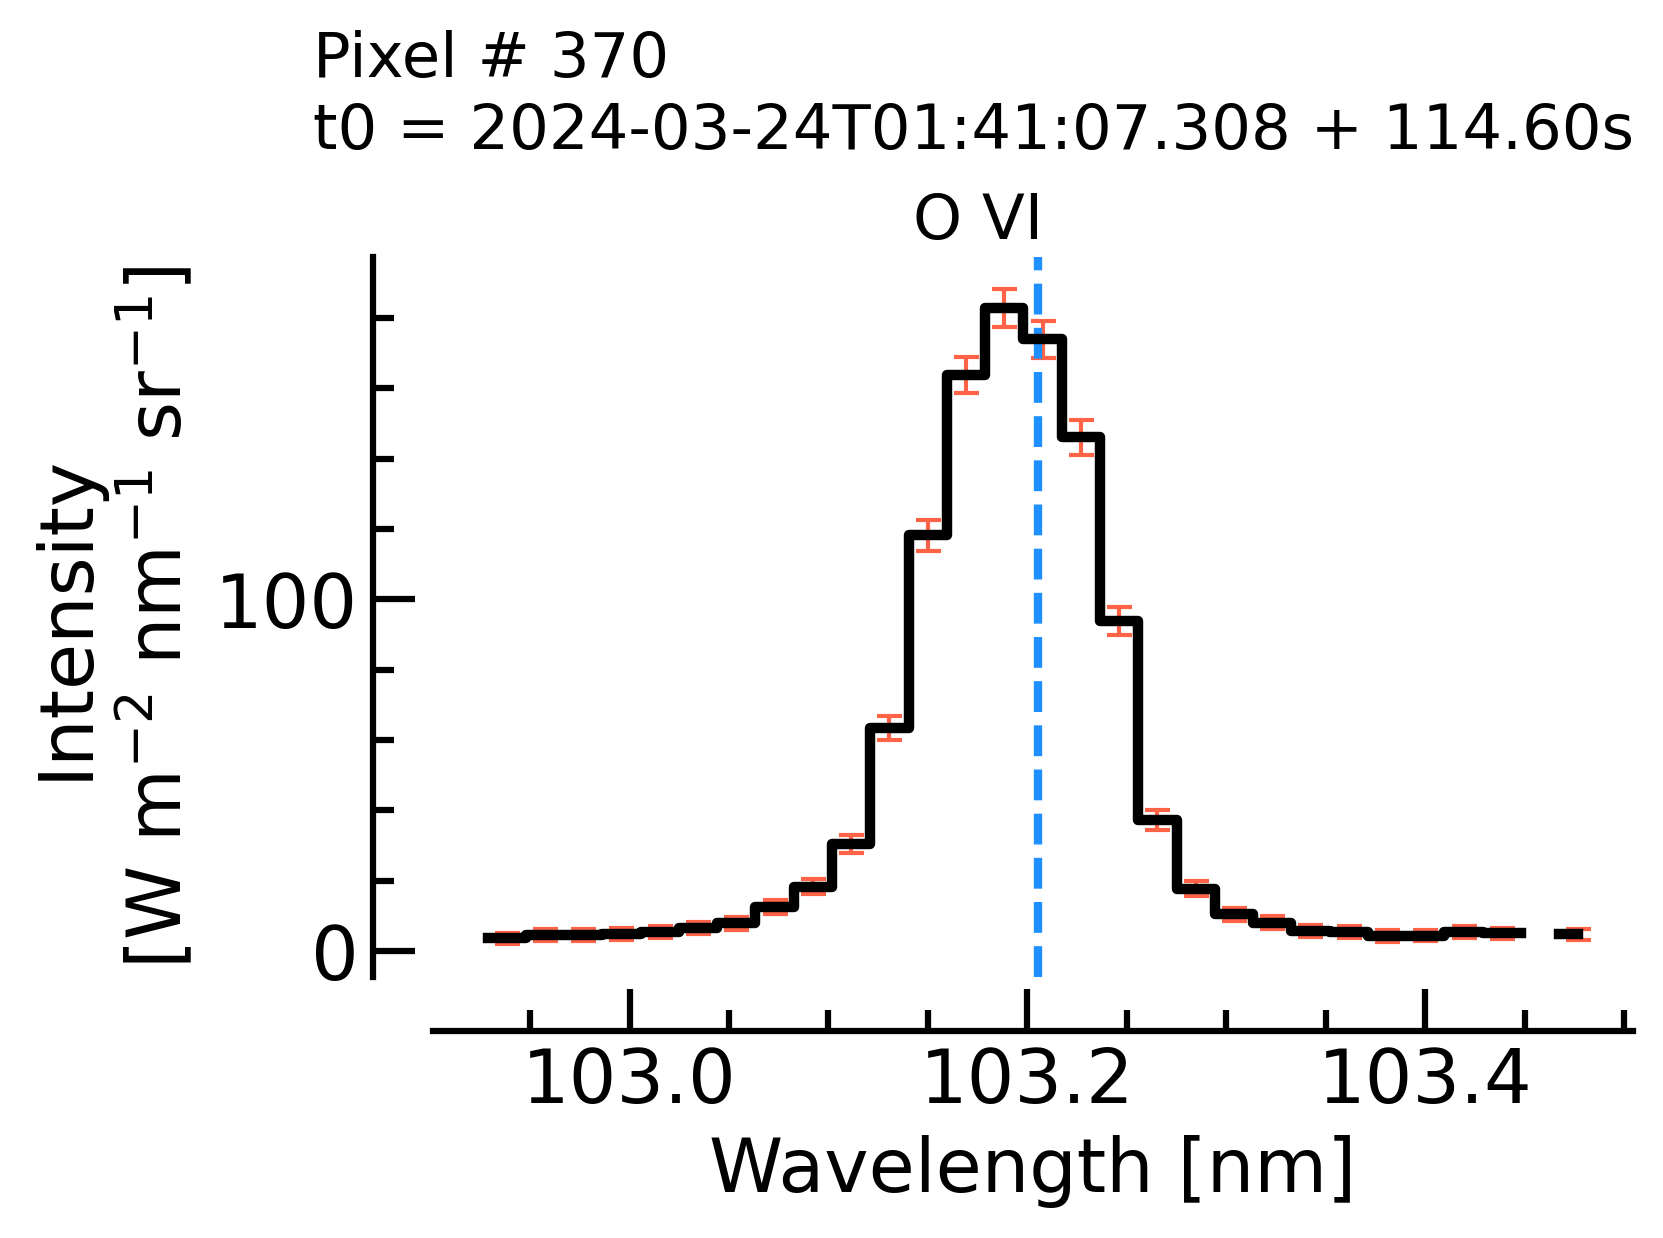 Pixel # 370
t0 = 2024-03-24T01:41:07.308 + 114.60s
O VI
Intensity
[W m⁻² nm⁻¹ sr⁻¹]
100
0
103.0 103.2 103.4
Wavelength [nm]